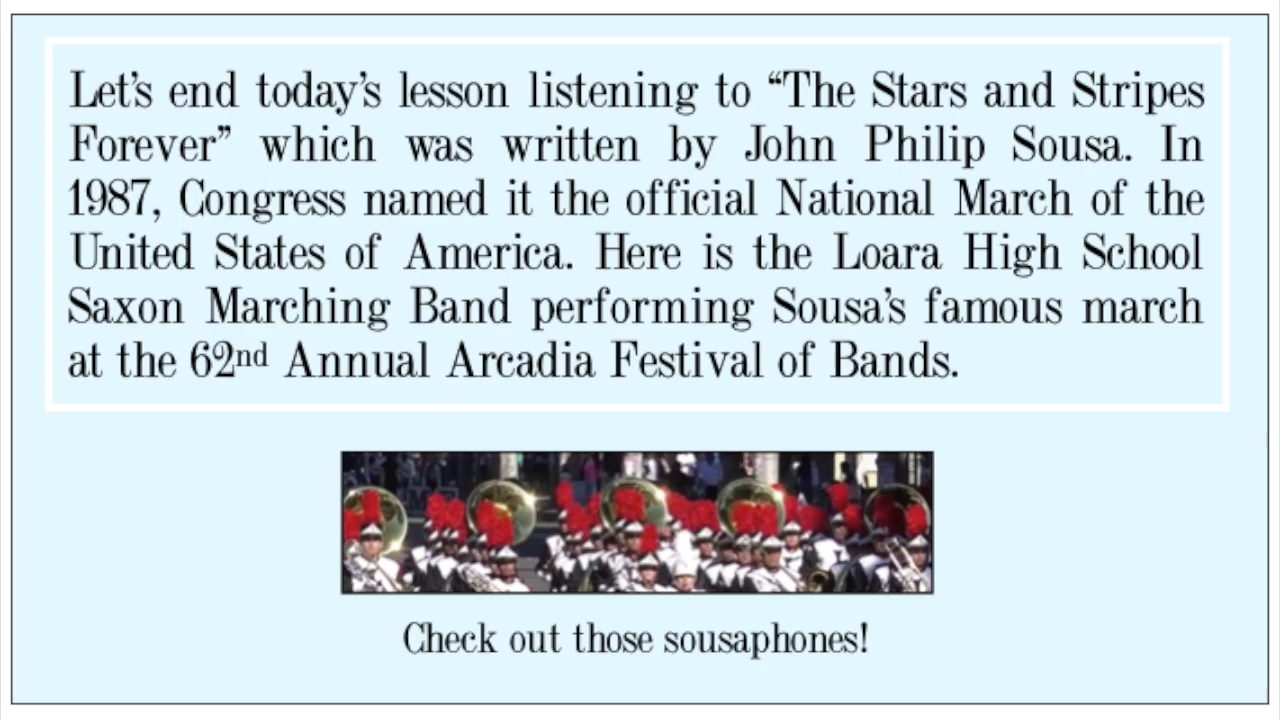 Let’s end today’s lesson listening to “The Stars and Stripes
Forever” which was written by John Philip Sousa. In
1987, Congress named it the official National March of the
United States of America. Here is the Loara High School
Saxon Marching Band performing Sousa’s famous march
at the 62nd Annual Arcadia Festival of Bands.
Check out those sousaphones!